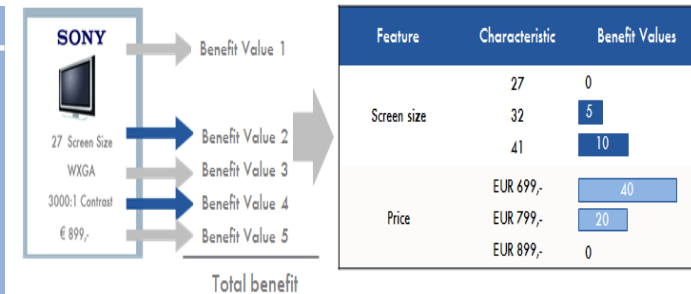 SONY
27 Screen Size
WXGA
3000:1 Contrast
€ 899,-
Benefit Value 1
Benefit Value 2
Benefit Value 3
Benefit Value 4
Benefit Value 5
Total benefit
Feature Characteristic Benefit Values
27 0
Screen size 32 5
41 10
EUR 699,- 40
Price EUR 799,- 20
EUR 899,- 0